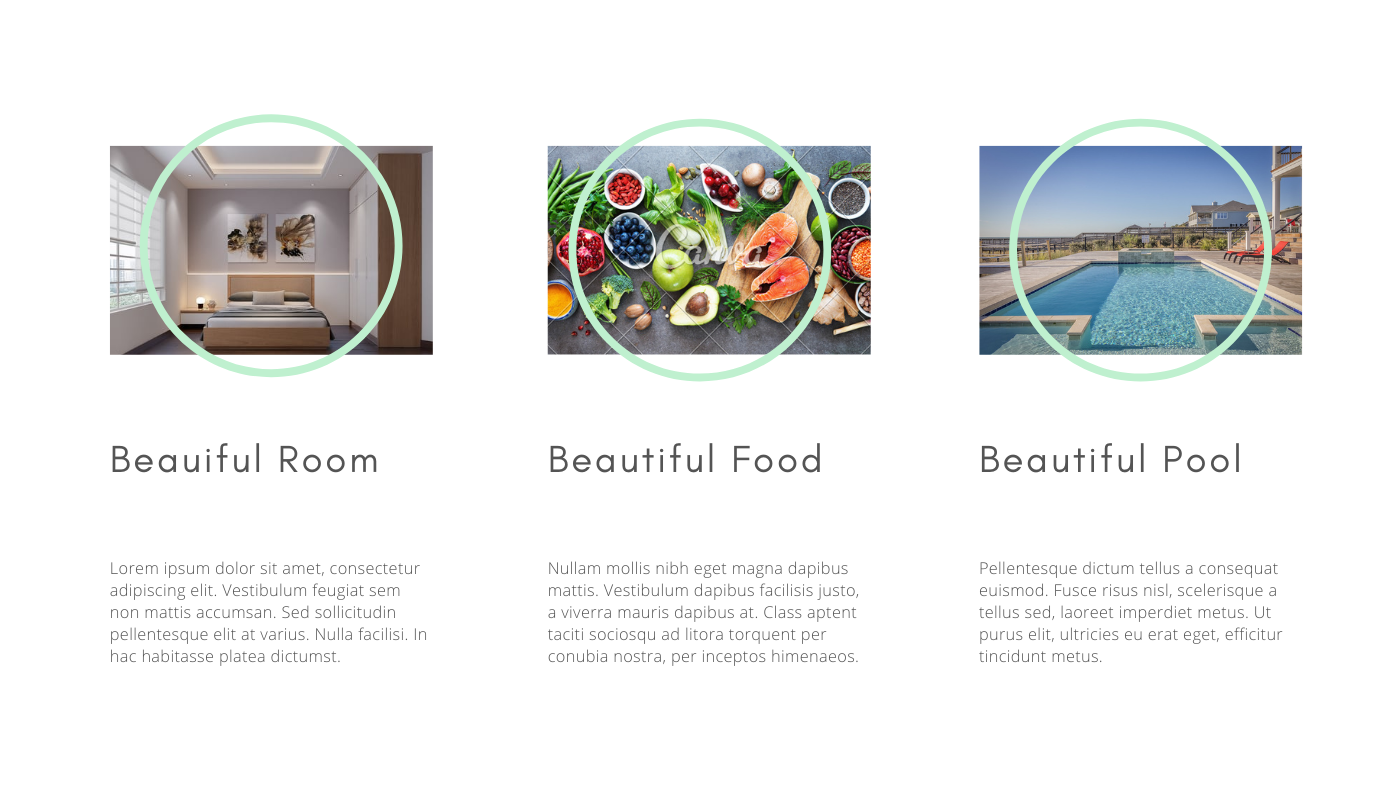 Canva
Beauiful Room
Beautiful Food
Beautiful Pool
Lorem ipsum dolor sit amet, consectetur
adipiscing elit. Vestibulum feugiat sem
non mattis accumsan. Sed sollicitudin
pellentesque elit at varius. Nulla facilisi. In
hac habitasse platea dictumst.
Nullam mollis nibh eget magna dapibus
mattis. Vestibulum dapibus facilisis justo,
a viverra mauris dapibus at. Class aptent
taciti sociosqu ad litora torquent per
conubia nostra, per inceptos himenaeos.
Pellentesque dictum tellus a consequat
euismod. Fusce risus nisl, scelerisque a
tellus sed, laoreet imperdiet metus. Ut
purus elit, ultricies eu erat eget, efficitur
tincidunt metus.